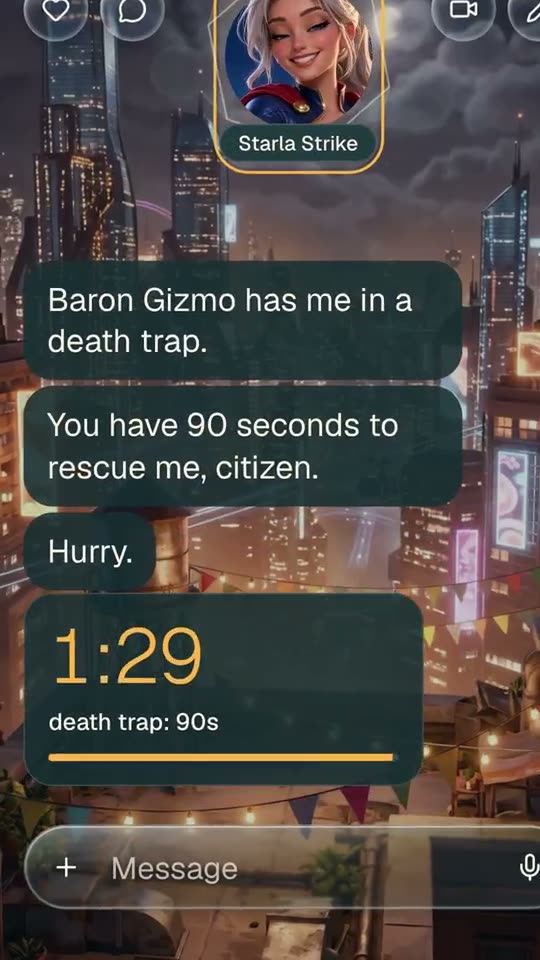 Starla Strike
Baron Gizmo has me in a
death trap.
You have 90 seconds to
rescue me, citizen.
Hurry.
1:29
death trap: 90s
Message